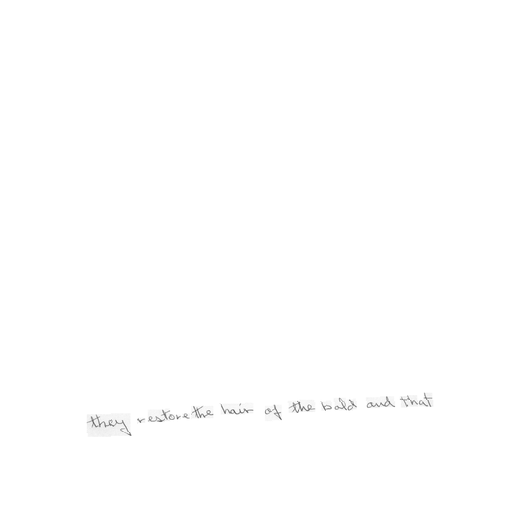 they restore the hair of the bald and that